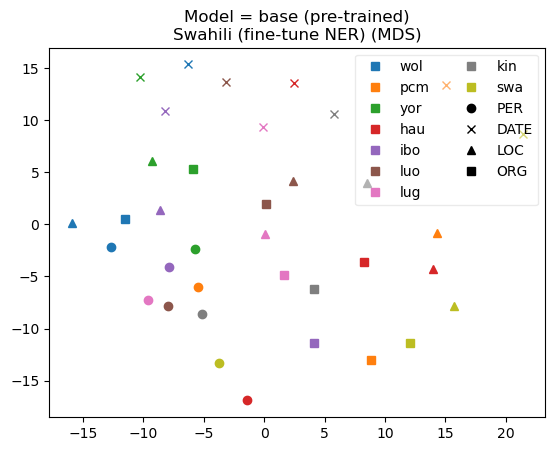 Model = base (pre-trained)
Swahili (fine-tune NER) (MDS)
wol
pcm
yor
hau
ibo
luo
lug
kin
swa
PER
DATE
LOC
ORG
15
10
5
0
−5
−10
−15
−15
−10
−5
0
5
10
15
20